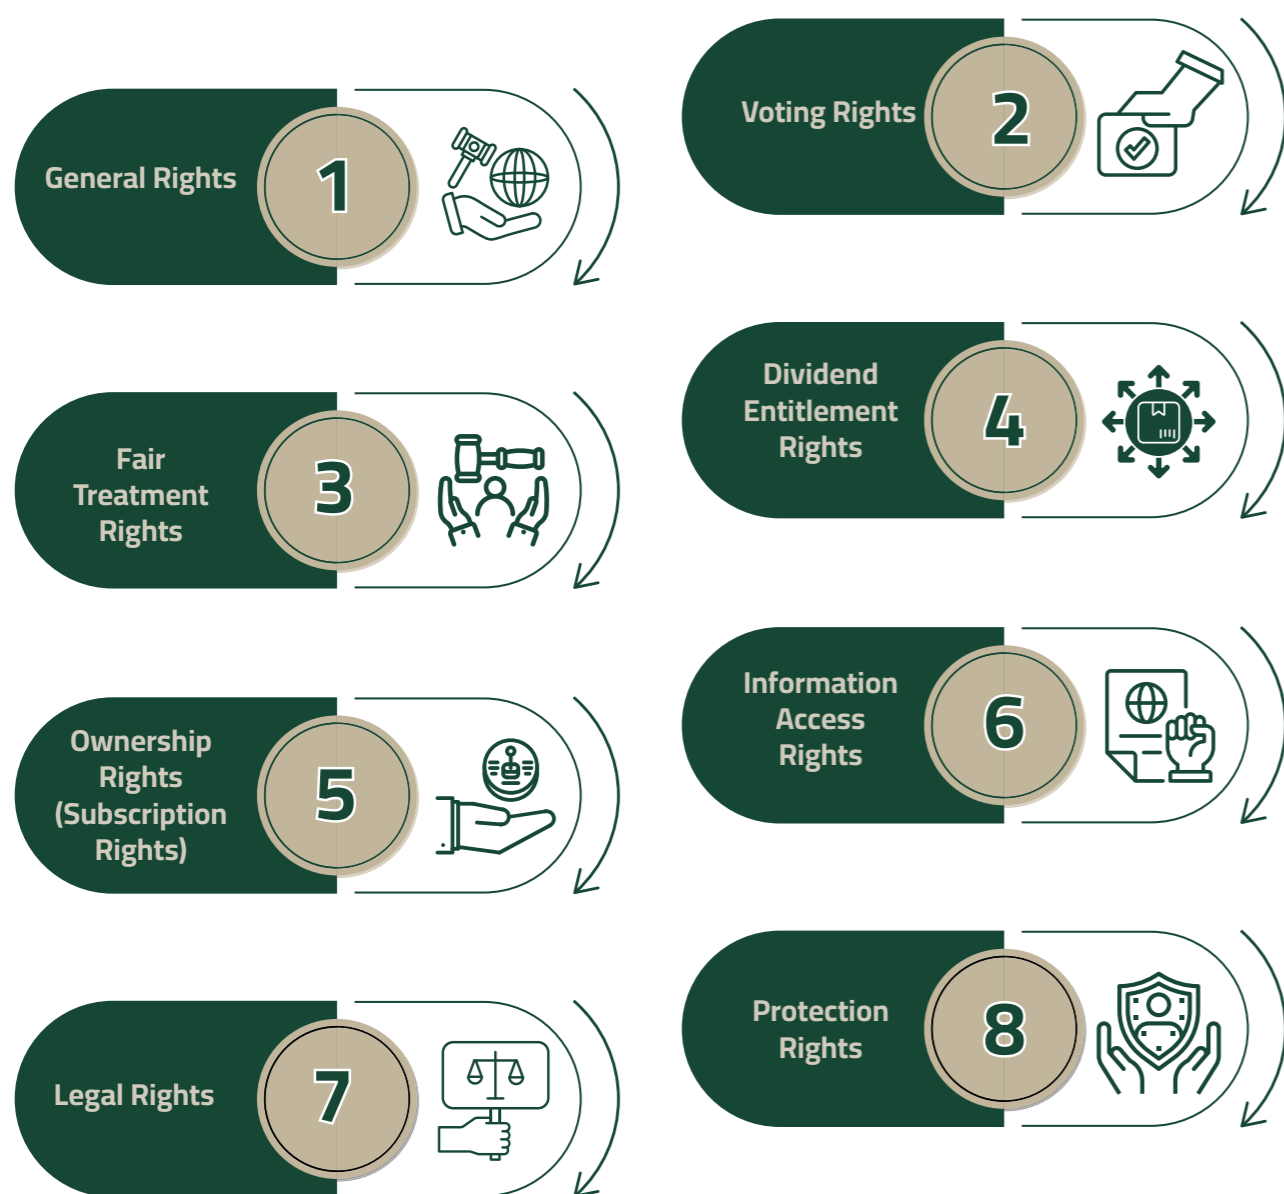 General Rights
1
Voting Rights
2
Fair
Treatment
Rights
3
Dividend
Entitlement
Rights
4
Ownership
Rights
(Subscription
Rights)
5
Information
Access
Rights
6
Legal Rights
7
Protection
Rights
8